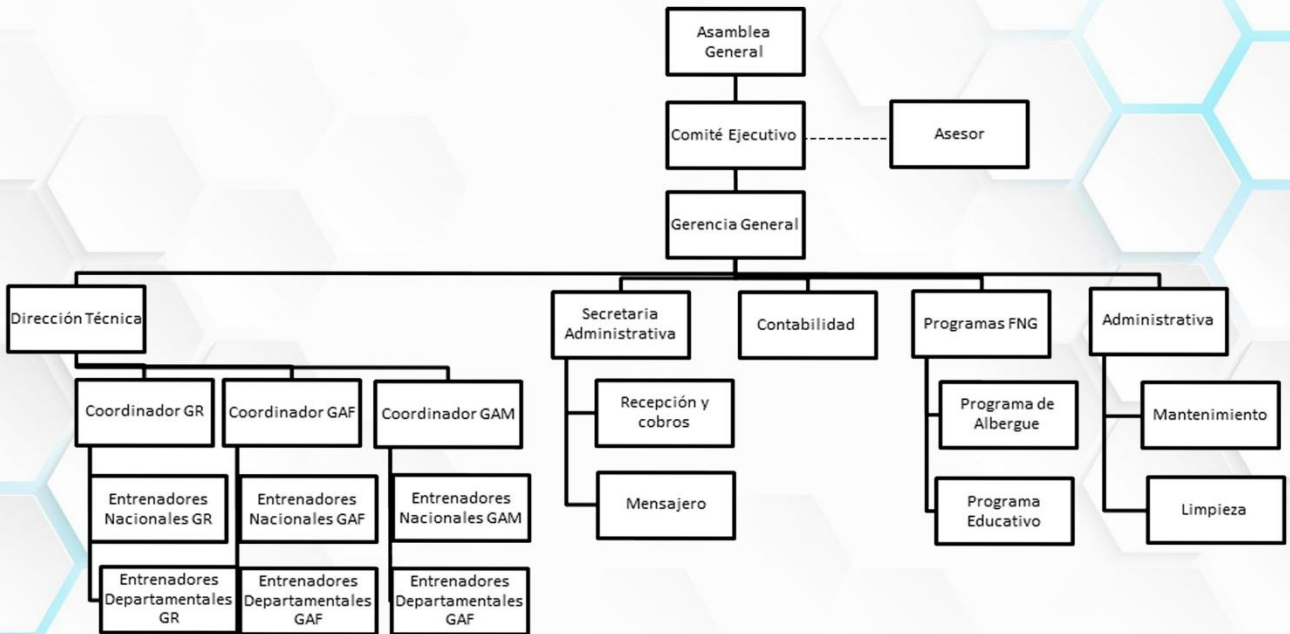 Asamblea
General
Comité Ejecutivo
Asesor
Gerencia General
Dirección Técnica
Secretaria
Administrativa
Contabilidad
Programas FNG
Administrativa
Coordinador GR
Coordinador GAF
Coordinador GAM
Recepción y
cobros
Programa de
Albergue
Mantenimiento
Entrenadores
Nacionales GR
Entrenadores
Nacionales GAF
Entrenadores
Nacionales GAM
Mensajero
Programa
Educativo
Limpieza
Entrenadores
Departamentales
GR
Entrenadores
Departamentales
GAF
Entrenadores
Departamentales
GAF